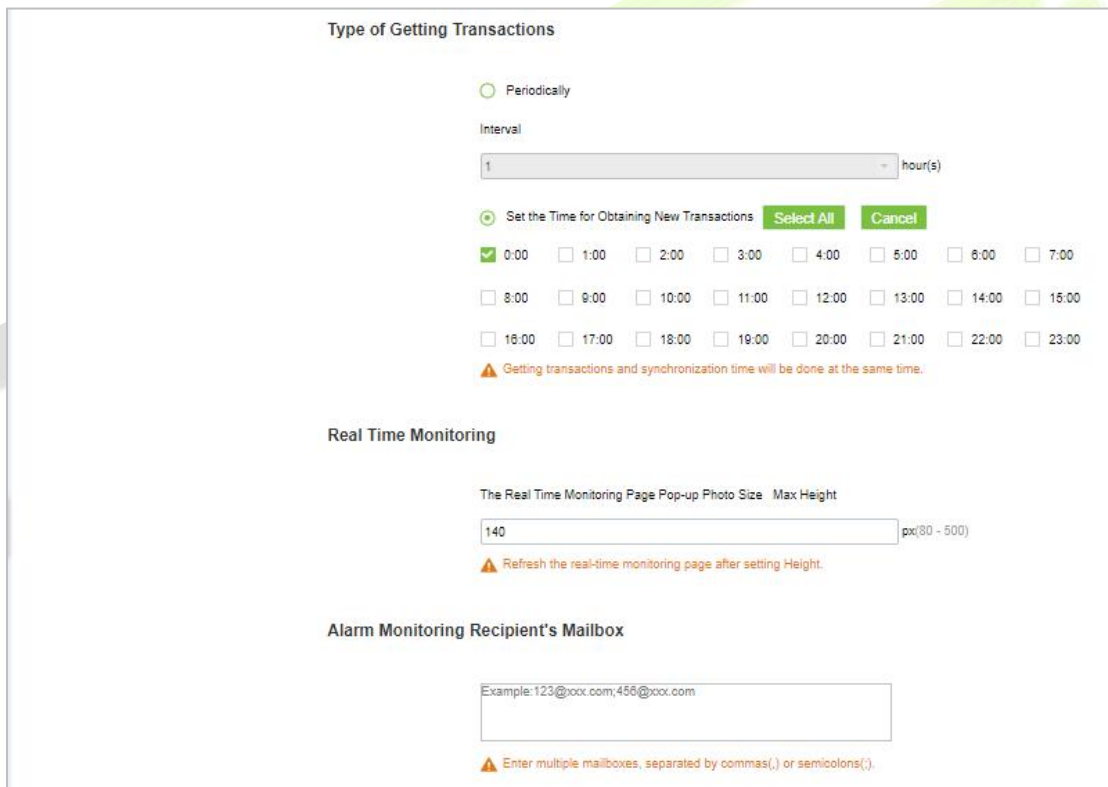 Type of Getting Transactions
Periodically
Interval
1 hour(s)
Set the Time for Obtaining New Transactions Select All Cancel
0:00 1:00 2:00 3:00 4:00 5:00 6:00 7:00
8:00 9:00 10:00 11:00 12:00 13:00 14:00 15:00
16:00 17:00 18:00 19:00 20:00 21:00 22:00 23:00
Getting transactions and synchronization time will be done at the same time.
Real Time Monitoring
The Real Time Monitoring Page Pop-up Photo Size Max Height
140 px(80 - 500)
Refresh the real-time monitoring page after setting Height.
Alarm Monitoring Recipient's Mailbox
Example:123@xxx.com;456@xxx.com
Enter multiple mailboxes, separated by commas(,) or semicolons(;).